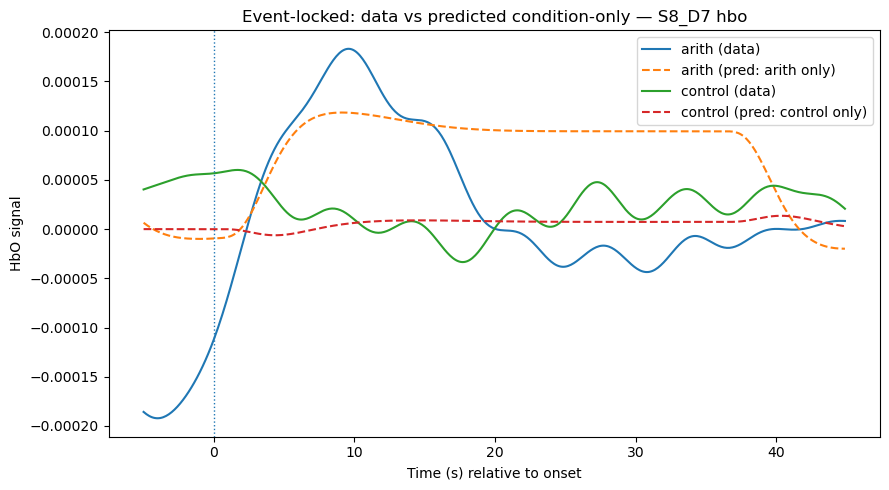 Event-locked: data vs predicted condition-only — S8_D7 hbo
arith (data)
arith (pred: arith only)
control (data)
control (pred: control only)
HbO signal
0.00020
0.00015
0.00010
0.00005
0.00000
−0.00005
−0.00010
−0.00015
−0.00020
0
10
20
30
40
Time (s) relative to onset